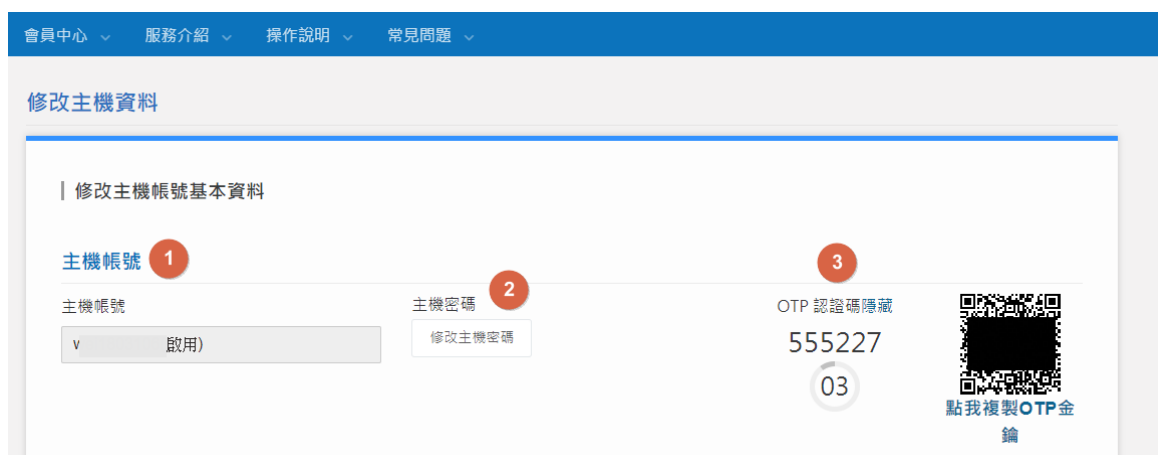 會員中心 服務介紹 操作說明 常見問題
修改主機資料
修改主機帳號基本資料
主機帳號 1
主機帳號
v 啟用)
2
主機密碼
修改主機密碼
3
OTP 認證碼隱藏
555227
03
點我複製OTP金
鑰